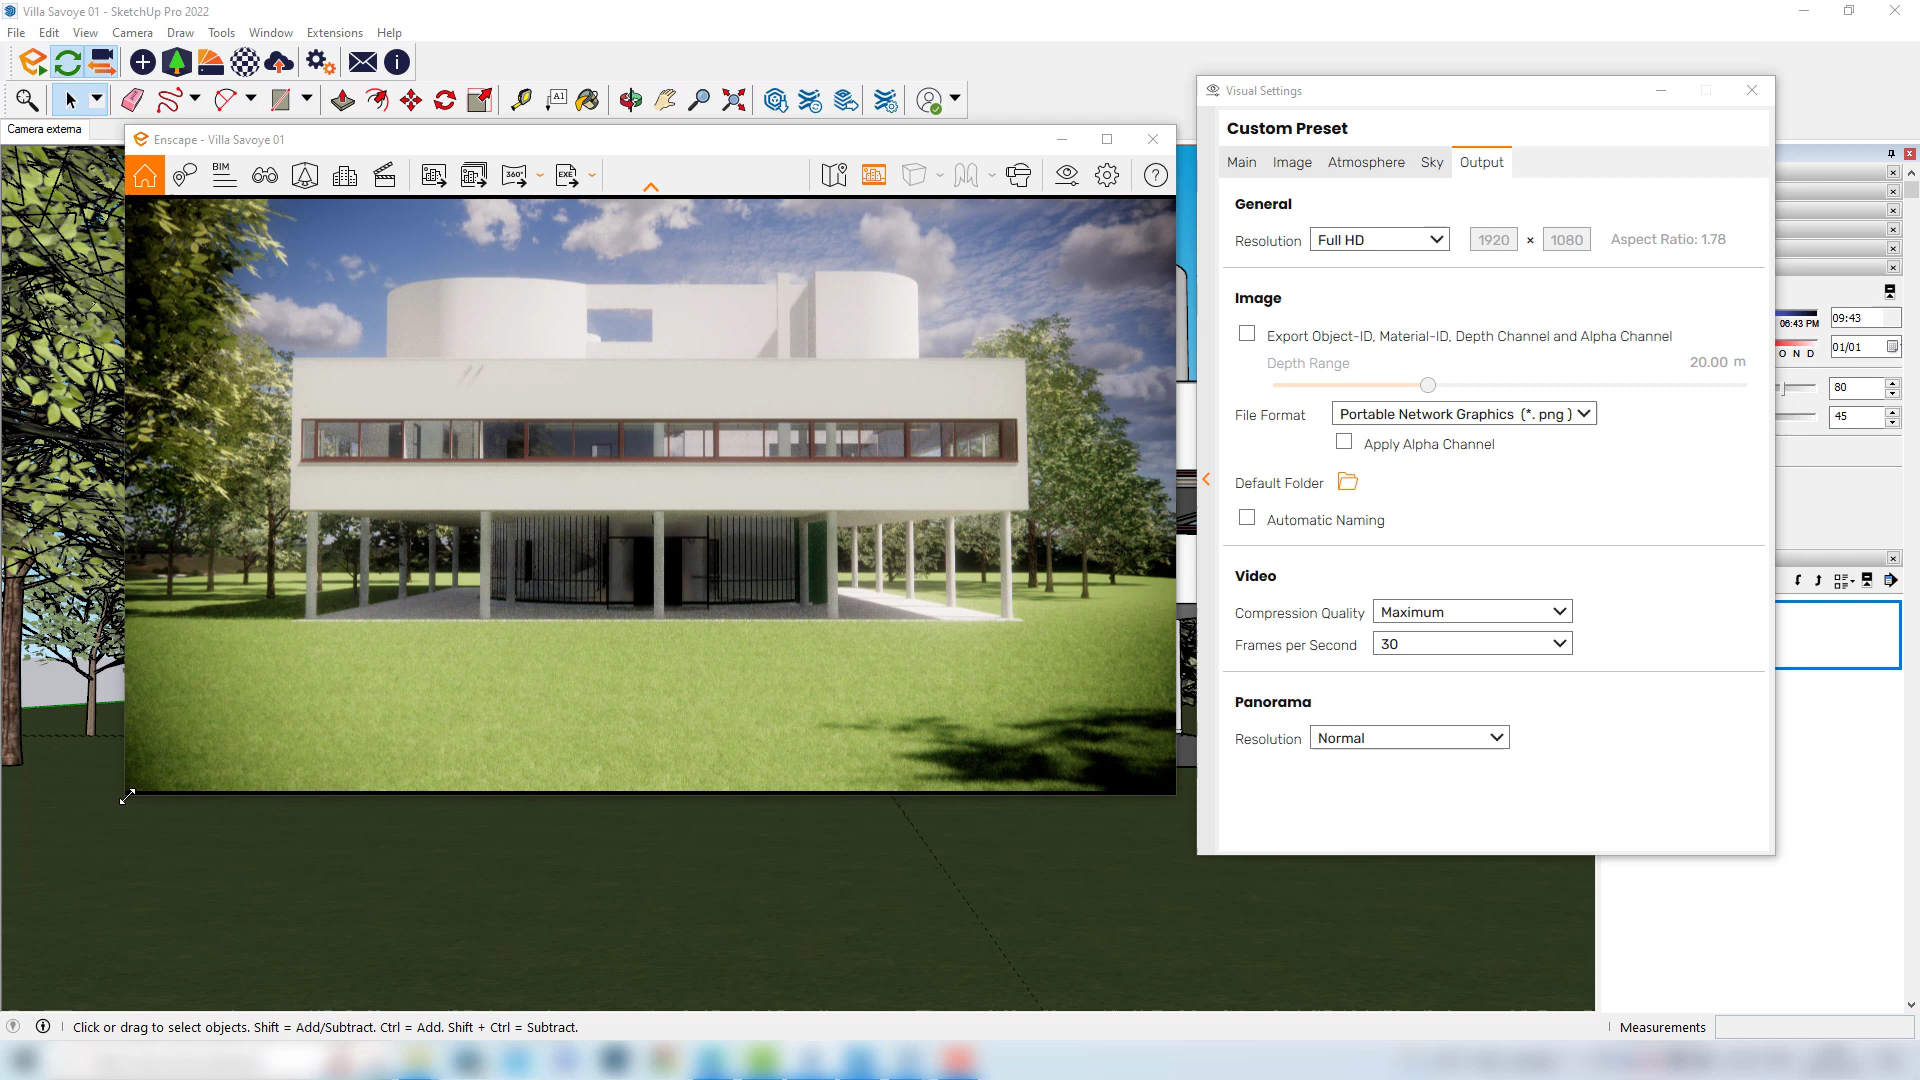 Villa Savoye 01 - SketchUp Pro 2022
File Edit View Camera Draw Tools Window Extensions Help
A1
Camera externa
Enscape - Villa Savoye 01
BIM
360°
EXE
Visual Settings
Custom Preset
Main Image Atmosphere Sky Output
General
Resolution Full HD 1920 × 1080 Aspect Ratio: 1.78
Image
Export Object-ID, Material-ID, Depth Channel and Alpha Channel
Depth Range 20.00 m
File Format Portable Network Graphics (*. png )
Apply Alpha Channel
Default Folder
Automatic Naming
Video
Compression Quality Maximum
Frames per Second 30
Panorama
Resolution Normal
06:43 PM 09:43
O N D 01/01
80
45
Click or drag to select objects. Shift = Add/Subtract. Ctrl = Add. Shift + Ctrl = Subtract.
Measurements